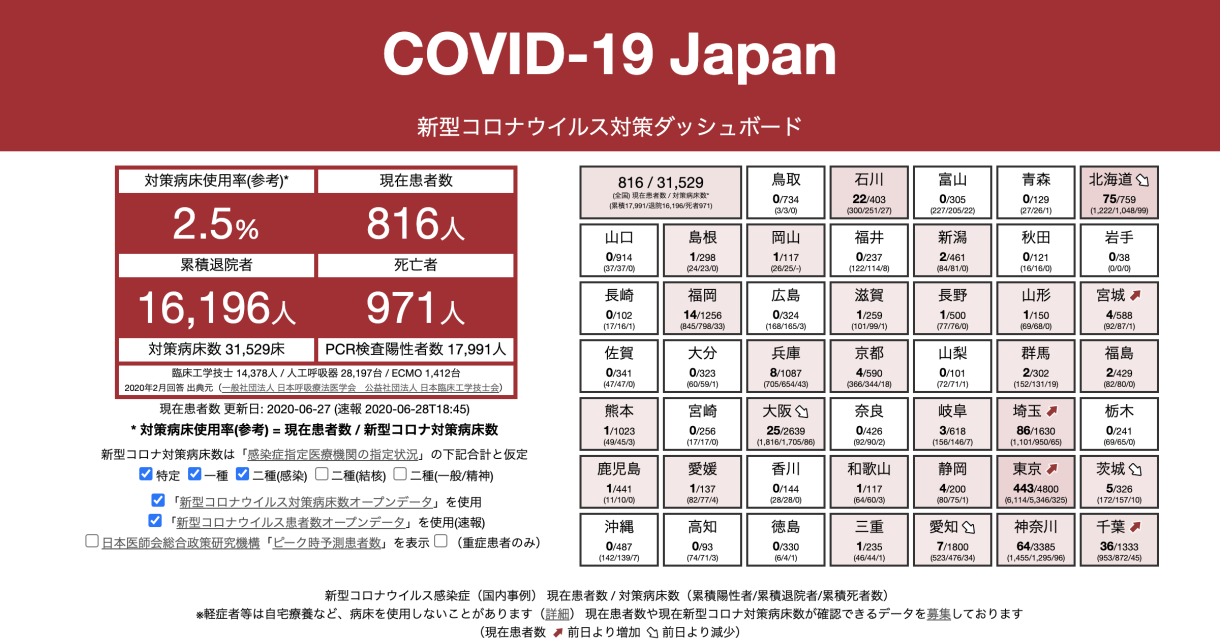 COVID-19 Japan
新型コロナウイルス対策ダッシュボード
対策病床使用率(参考)*
現在患者数
2.5%
816人
累積退院者
死亡者
16,196人
971人
対策病床数 31,529床
PCR検査陽性者数 17,991人
臨床工学技士 14,378人 / 人工呼吸器 28,197台 / ECMO 1,412台
2020年2月回答 出典元（一般社団法人 日本呼吸療法医学会　公益社団法人 日本臨床工学技士会）
現在患者数 更新日: 2020-06-27 (速報 2020-06-28T18:45)
* 対策病床使用率(参考) = 現在患者数 / 新型コロナ対策病床数
新型コロナウイルス対策病床数は「感染症指定医療機関の指定状況」の下記合計と仮定
特定 一種 二種(感染) 二種(結核) 二種(一般/精神)
「新型コロナウイルス対策病床数オープンデータ」を使用
「新型コロナウイルス患者数オープンデータ」を使用(速報)
日本医師会総合政策研究機構「ピーク時予測患者数」を表示 （重症患者のみ）
816 / 31,529
(全国) 現在患者数 / 対策病床数*
(累積17,991/退院16,196/死者971)
鳥取
0/734
(3/3/0)
石川
22/403
(300/251/27)
富山
0/305
(227/205/22)
青森
0/129
(27/26/1)
北海道
75/759
(1,222/1,048/99)
山口
0/914
(37/37/0)
島根
1/298
(24/23/0)
岡山
1/117
(26/25/-)
福井
0/237
(122/114/8)
新潟
2/461
(84/81/0)
秋田
0/121
(16/16/0)
岩手
0/38
(0/0/0)
長崎
0/102
(17/16/1)
福岡
14/1256
(845/798/33)
広島
0/324
(168/165/3)
滋賀
1/259
(101/99/1)
長野
1/500
(77/76/0)
山形
1/150
(69/68/0)
宮城
4/588
(92/87/1)
佐賀
0/341
(47/47/0)
大分
0/323
(60/59/1)
兵庫
8/1087
(705/654/43)
京都
4/590
(366/344/18)
山梨
0/101
(72/71/1)
群馬
2/302
(152/131/19)
福島
2/429
(82/80/0)
熊本
1/1023
(49/45/3)
宮崎
0/256
(17/17/0)
大阪
25/2639
(1,816/1,705/86)
奈良
0/426
(92/90/2)
岐阜
3/618
(156/146/7)
埼玉
86/1630
(1,101/950/65)
栃木
0/241
(69/65/0)
鹿児島
1/441
(11/10/0)
愛媛
1/137
(82/77/4)
香川
0/144
(28/28/0)
和歌山
1/117
(64/60/3)
静岡
4/200
(80/75/1)
東京
443/4800
(6,114/5,346/325)
茨城
5/326
(172/157/10)
沖縄
0/487
(142/139/7)
高知
0/93
(74/71/3)
徳島
0/330
(6/4/1)
三重
1/235
(46/44/1)
愛知
7/1800
(523/476/34)
神奈川
64/3385
(1,455/1,295/96)
千葉
36/1333
(953/872/45)
新型コロナウイルス感染症（国内事例） 現在患者数 / 対策病床数（累積陽性者/累積退院者/累積死者数）
※軽症者等は自宅療養など、病床を使用しないことがあります（詳細） 現在患者数や現在新型コロナ対策病床数が確認できるデータを募集しております
（現在患者数 前日より増加 前日より減少）